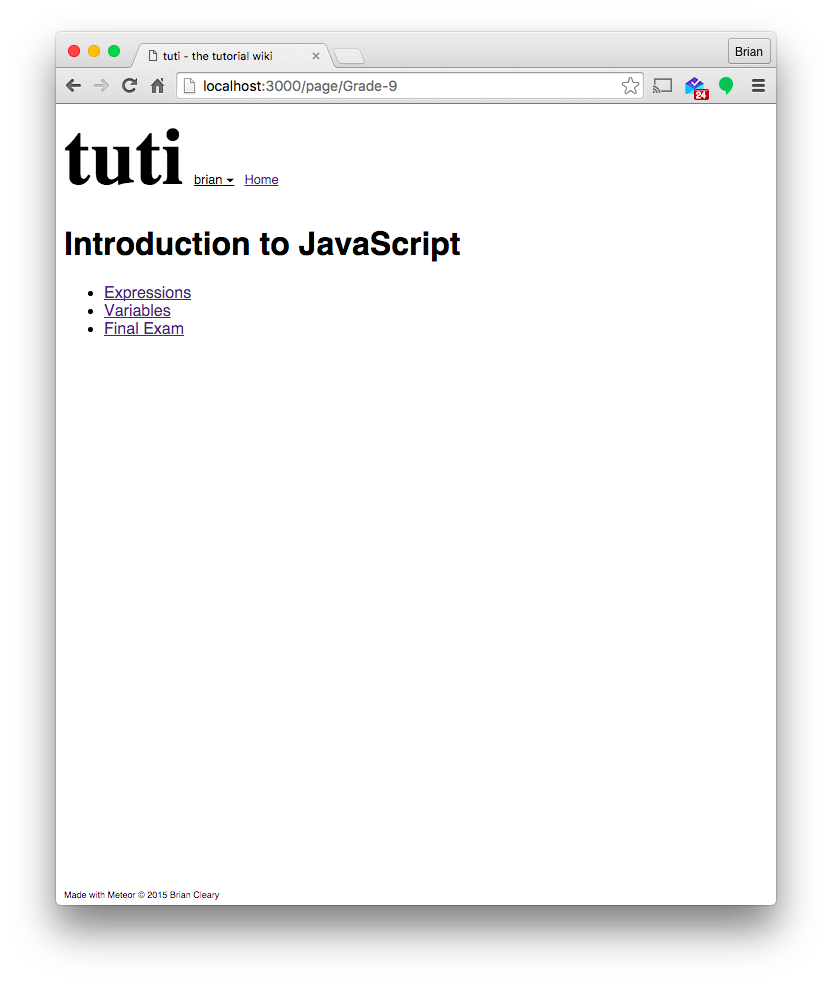 tuti - the tutorial wiki
Brian
localhost:3000/page/Grade-9
24
tuti brian Home
Introduction to JavaScript
Expressions
Variables
Final Exam
Made with Meteor © 2015 Brian Cleary